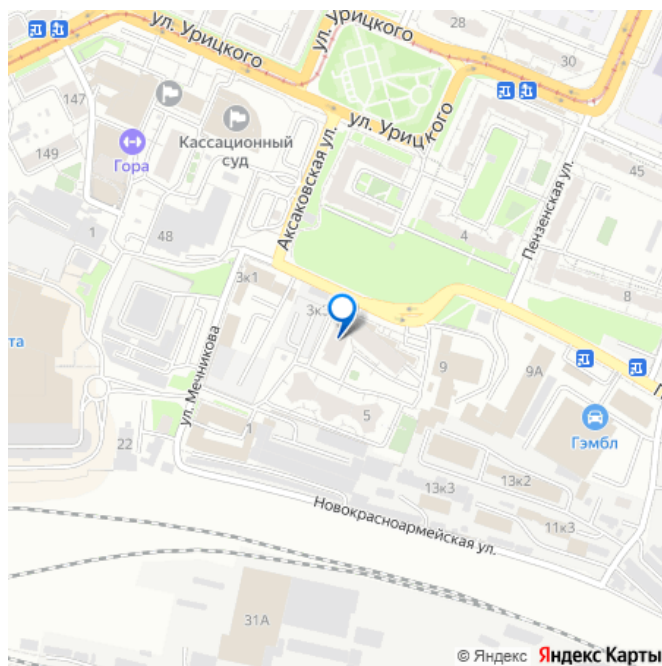 ул. Урицкого
ул. Урицкого
28
30
147
ул. Урицкого
Кассационный
суд
Гора
149
Аксаковская ул.
Пензенская ул.
45
1
48
4
3к1
8
3к
та
ул. Мечникова
9
9А
5
Гэмбл
1
22
13к3
13к2
Новокрасноармейская ул.
11к3
31А
© Яндекс Яндекс Карты